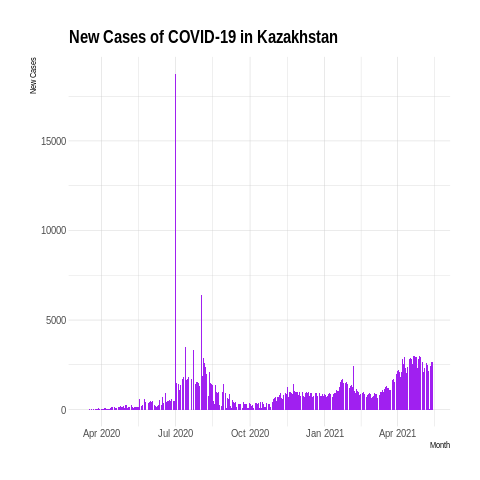 New Cases of COVID-19 in Kazakhstan
New Cases
15000
10000
5000
0
Apr 2020 Jul 2020 Oct 2020 Jan 2021 Apr 2021
Month